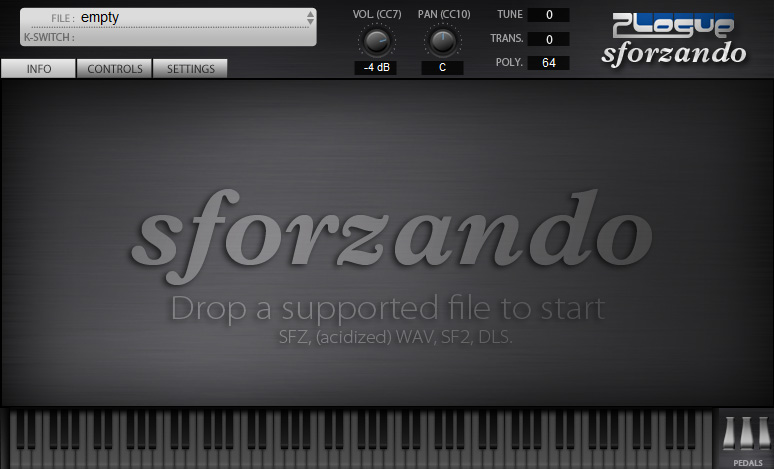 FILE : empty
K-SWITCH :
VOL. (CC7)
-4 dB
PAN (CC10)
C
TUNE 0
TRANS. 0
POLY. 64
Plogue
sforzando
INFO CONTROLS SETTINGS
sforzando
Drop a supported file to start
SFZ, (acidized) WAV, SF2, DLS.
PEDALS